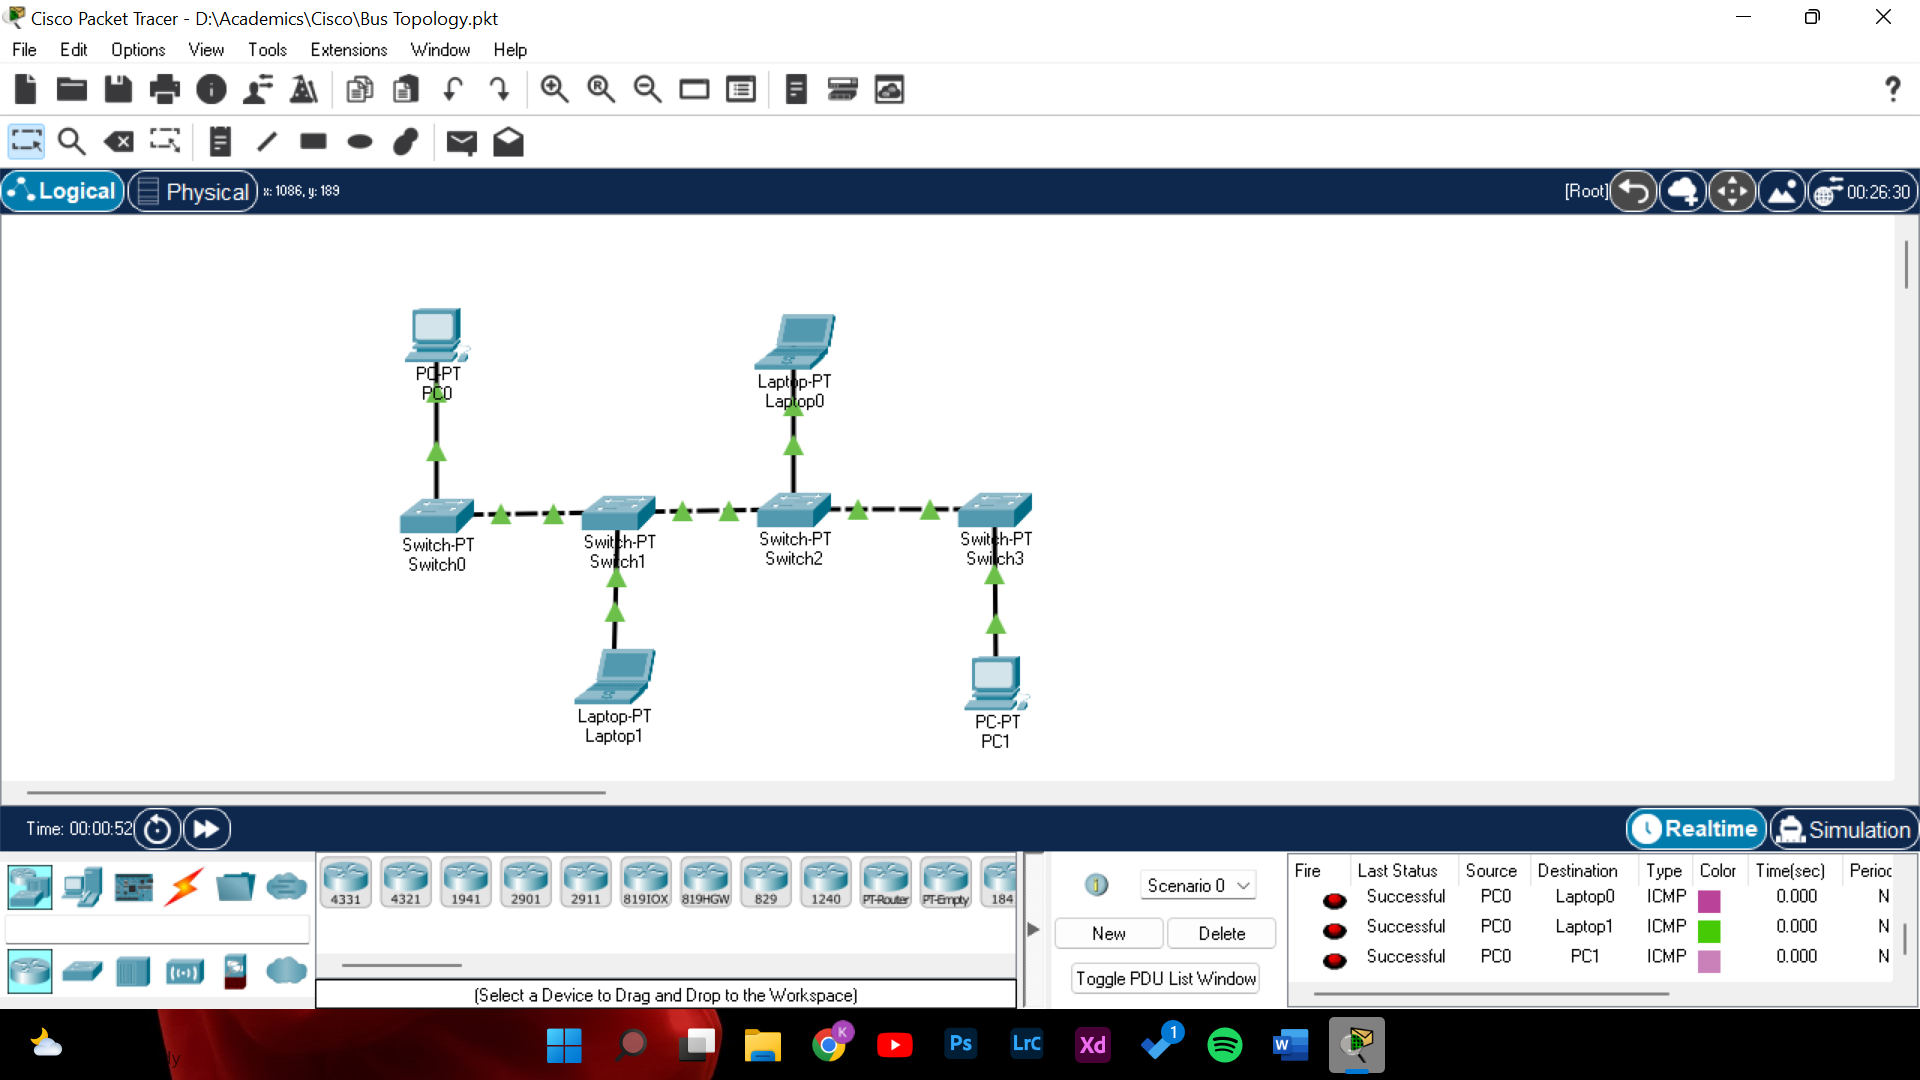 Cisco Packet Tracer - D:\Academics\Cisco\Bus Topology.pkt
File Edit Options View Tools Extensions Window Help
Logical Physical x: 1086, y: 189 [Root] 00:26:30
PC-PT
PC0
Laptop-PT
Laptop0
Switch-PT
Switch0
Switch-PT
Switch1
Switch-PT
Switch2
Switch-PT
Switch3
Laptop-PT
Laptop1
PC-PT
PC1
Time: 00:00:52 Realtime Simulation
4331 4321 1941 2901 2911 819IOX 819HGW 829 1240 PT-Router PT-Empty 184
(Select a Device to Drag and Drop to the Workspace)
Scenario 0
New Delete
Toggle PDU List Window
Fire Last Status Source Destination Type Color Time(sec) Perioc
Successful PC0 Laptop0 ICMP 0.000 N
Successful PC0 Laptop1 ICMP 0.000 N
Successful PC0 PC1 ICMP 0.000 N
K Ps LrC Xd 1 W